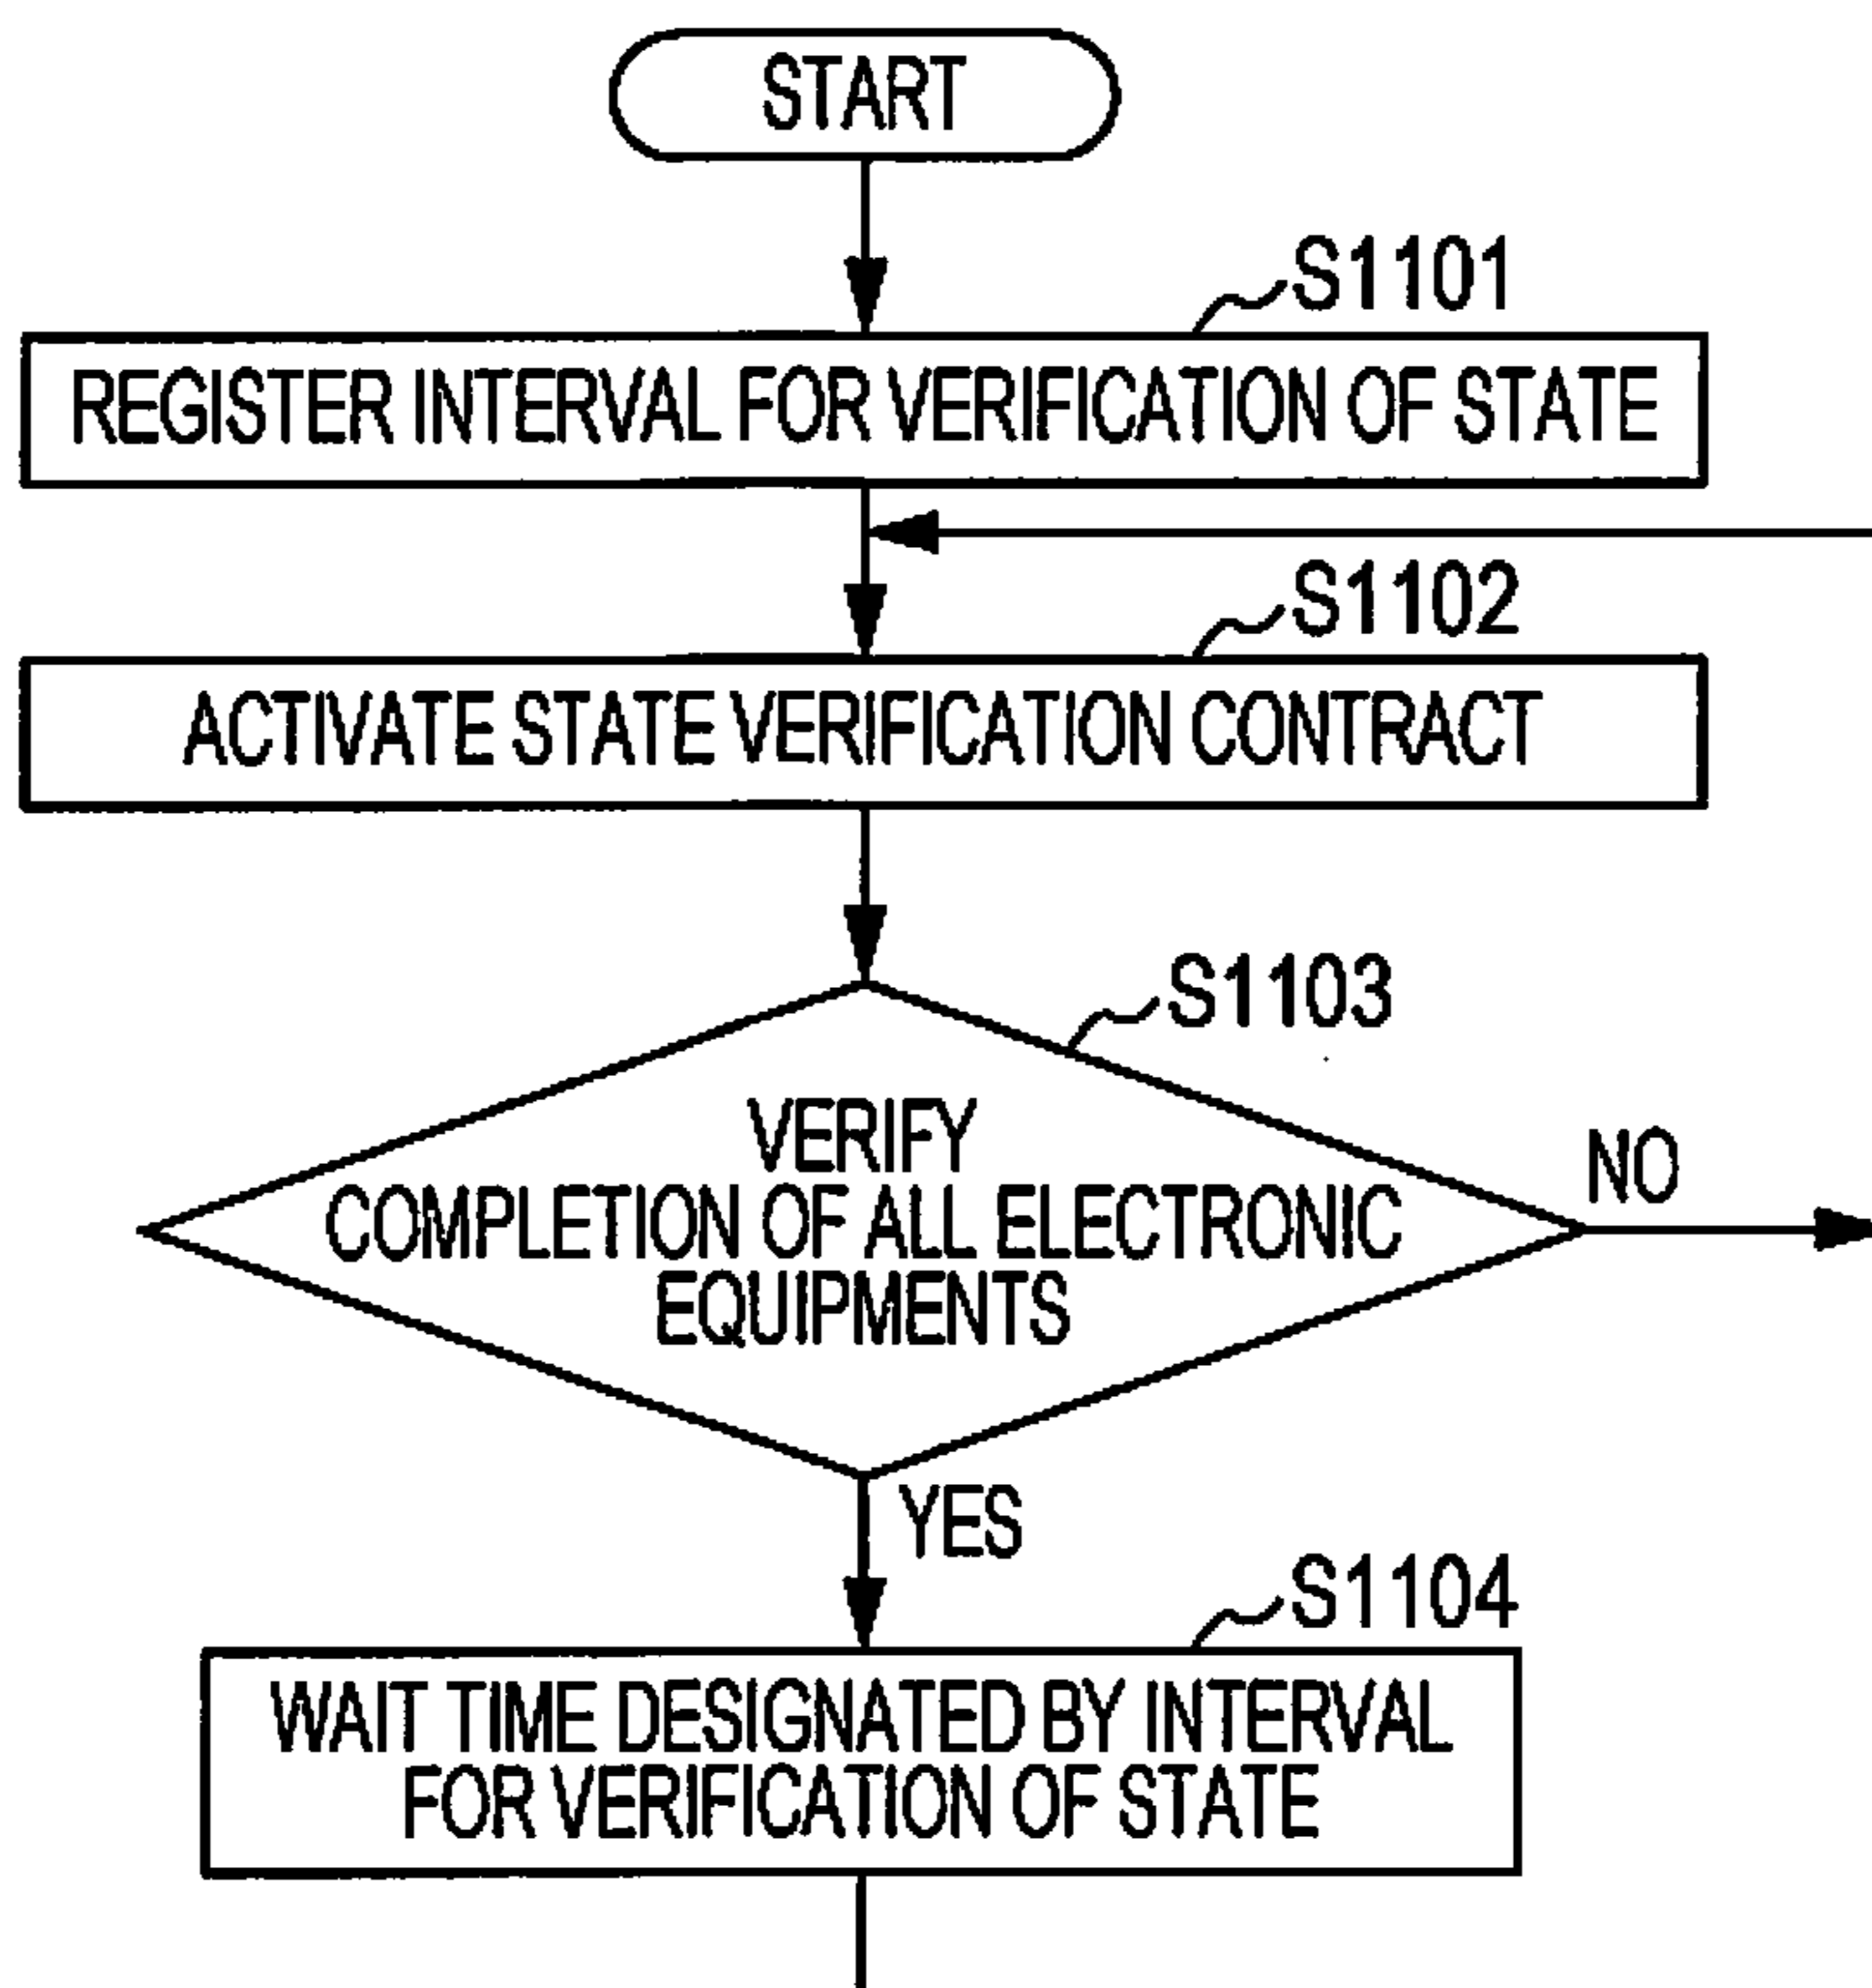 START
S1101
REGISTER INTERVAL FOR VERIFICATION OF STATE
S1102
ACTIVATE STATE VERIFICATION CONTRACT
S1103
VERIFY
COMPLETION OF ALL ELECTRONIC
EQUIPMENTS
NO
YES
S1104
WAIT TIME DESIGNATED BY INTERVAL
FOR VERIFICATION OF STATE